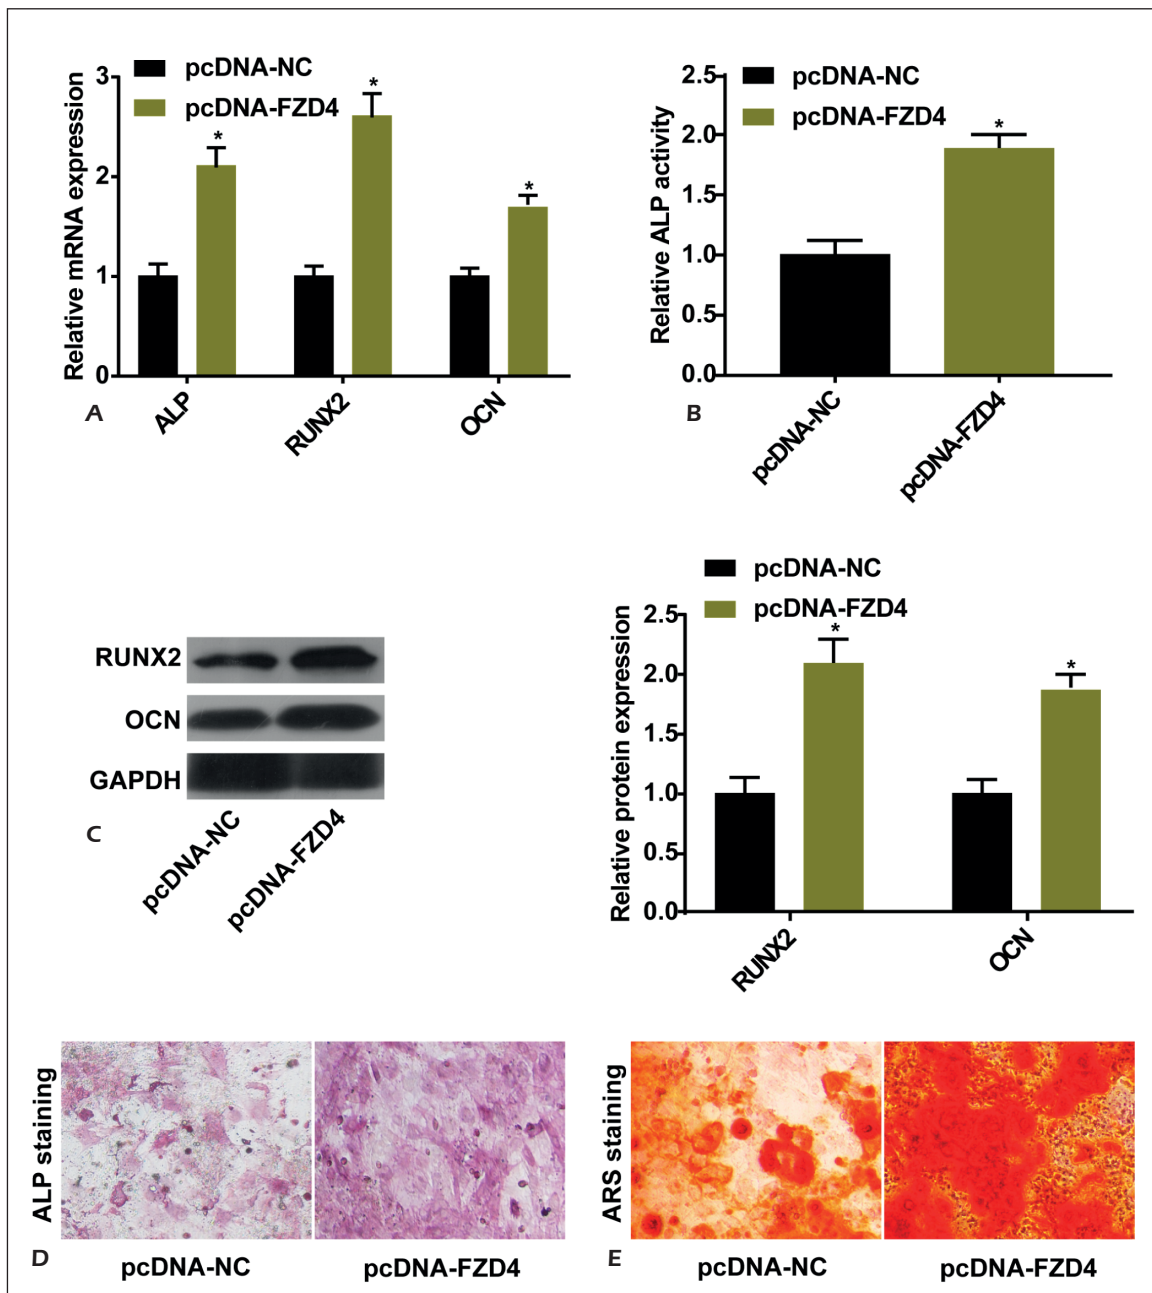 pcDNA-NC
pcDNA-FZD4
Relative mRNA expression
3
2
1
0
*
*
*
ALP
RUNX2
OCN
A
pcDNA-NC
pcDNA-FZD4
Relative ALP activity
2.5
2.0
1.5
1.0
0.5
0.0
*
pcDNA-NC
pcDNA-FZD4
B
RUNX2
OCN
GAPDH
pcDNA-NC
pcDNA-FZD4
C
pcDNA-NC
pcDNA-FZD4
Relative protein expression
2.5
2.0
1.5
1.0
0.5
0.0
*
*
RUNX2
OCN
ALP staining
pcDNA-NC
pcDNA-FZD4
D
ARS staining
pcDNA-NC
pcDNA-FZD4
E